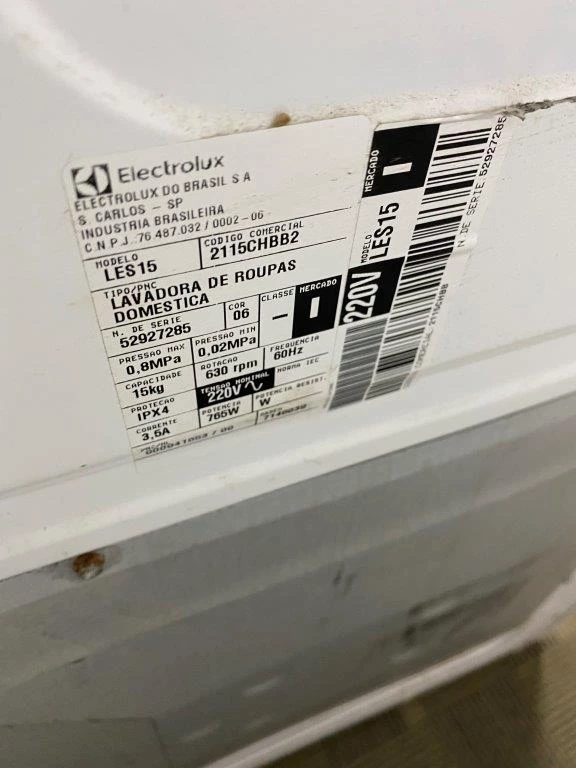 Electrolux
ELECTROLUX DO BRASIL S A
S. CARLOS - SP
INDUSTRIA BRASILEIRA
C.N.P.J.:76 487.032 / 0002-06
MODELO
LES15
CODIGO COMERCIAL
2115CHBB2
TIPO/PNC
LAVADORA DE ROUPAS
DOMESTICA
N. DE SERIE
52927285
COR
06
CLASSE
-
MERCADO
I
PRESSAO MAX
0,8MPa
PRESSAO MIN
0,02MPa
FREQUENCIA
60Hz
CAPACIDADE
15kg
ROTACAO
630 rpm
NORMA IEC
PROTECAO
IPX4
TENSAO NOMINAL
220V
CORRENTE
3,5A
POTENCIA
765W
POTENCIA RESIST.
W
MERCADO
I
MODELO
LES15
220V
N. DE SERIE 52927285